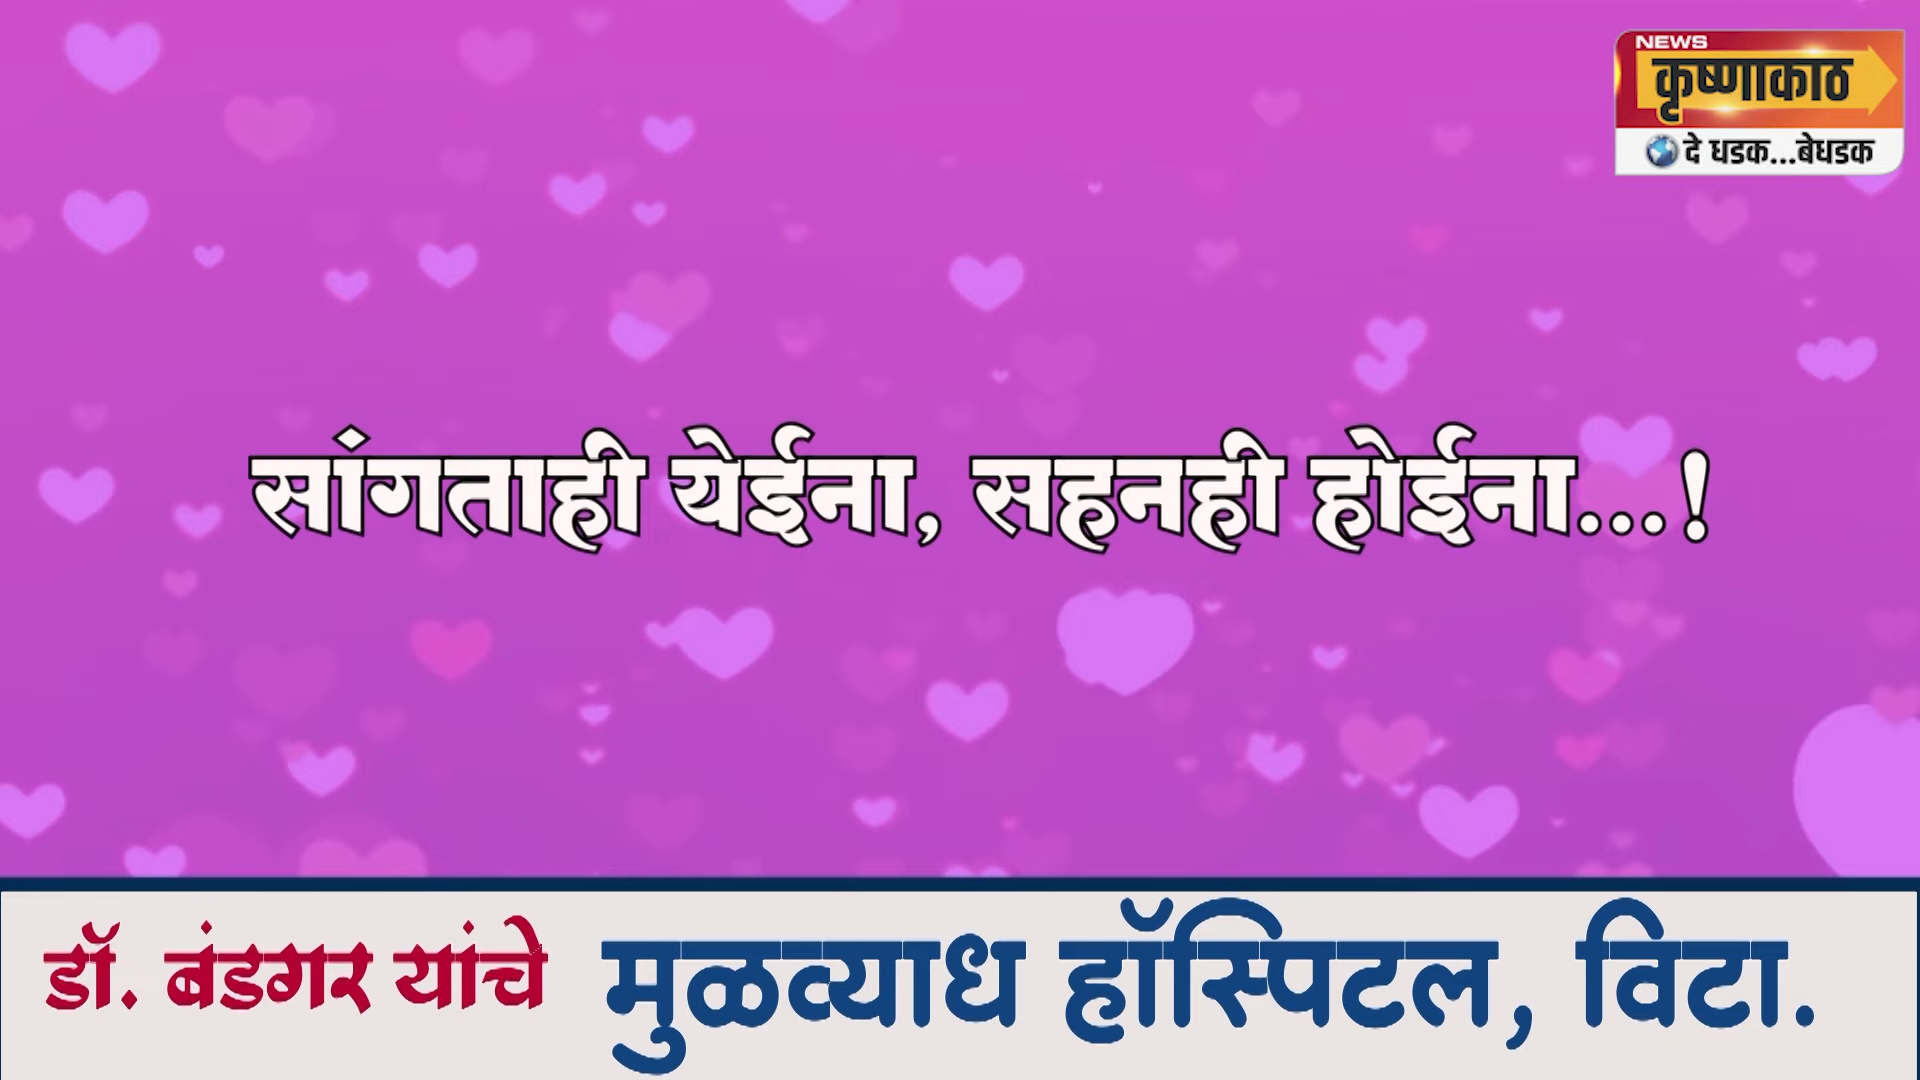 NEWS
कृष्णाकाठ
दे धडक...बेधडक
सांगताही येईना, सहनही होईना...!
डॉ. बंडगर यांचे मुळव्याध हॉस्पिटल, विटा.